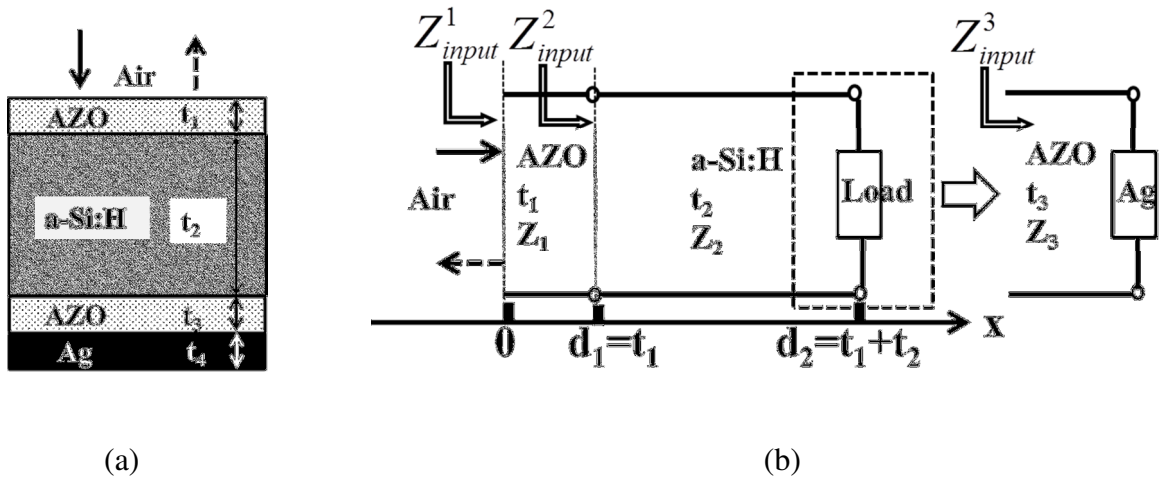 Air
AZO t₁
a-Si:H t₂
AZO t₃
Ag t₄
(a)
Z¹input Z²input
Air
AZO
t₁
Z₁
a-Si:H
t₂
Z₂
Load
Z³input
AZO
t₃
Z₃
Ag
0 d₁=t₁ d₂=t₁+t₂ x
(b)